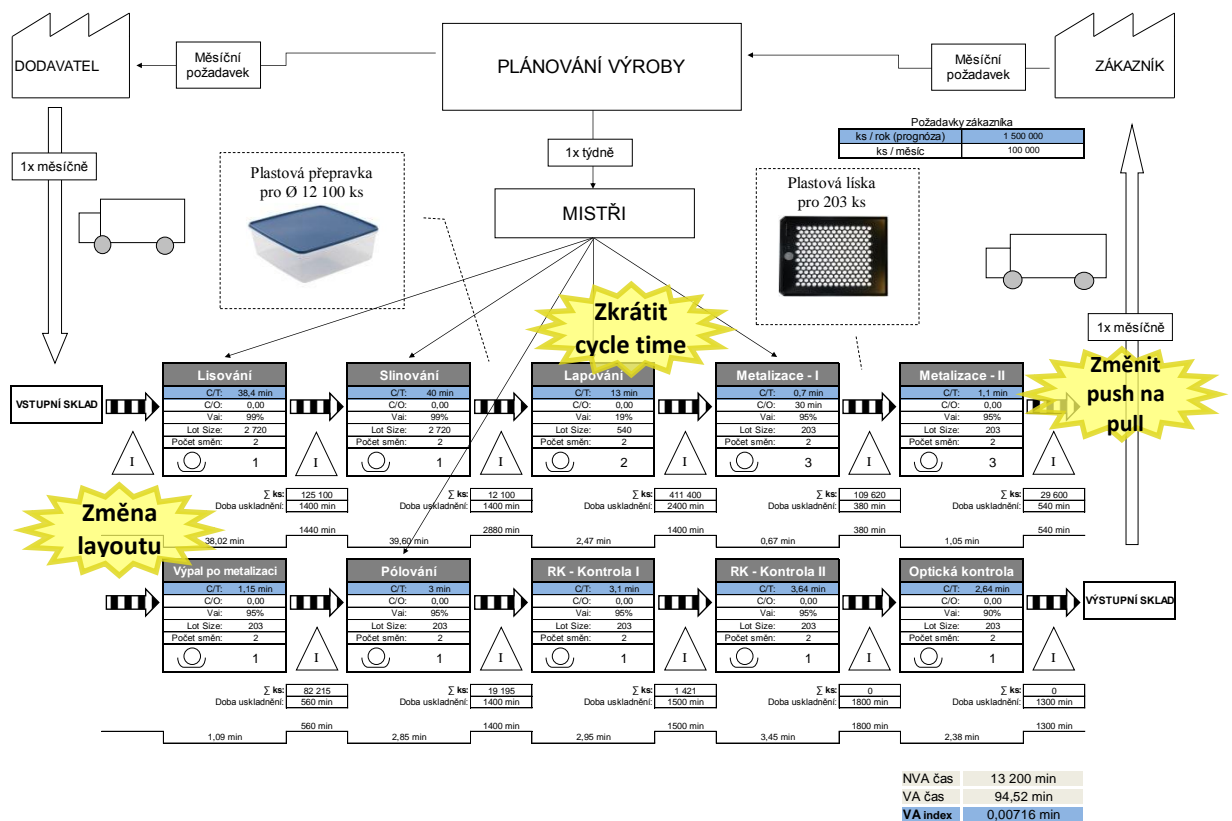 DODAVATEL
Měsíční
požadavek
PLÁNOVÁNÍ VÝROBY
Měsíční
požadavek
ZÁKAZNÍK
Požadavky zákazníka
ks / rok (prognóza) 1 500 000
ks / měsíc 100 000
1x měsíčně
1x týdně
Plastová přepravka
pro Ø 12 100 ks
MISTŘI
Plastová líska
pro 203 ks
1x měsíčně
Zkrátit
cycle time
Změnit
push na
pull
Změna
layoutu
VSTUPNÍ SKLAD
Lisování
C/T: 38,4 min
C/O: 0,00
Vai: 99%
Lot Size: 2 720
Počet směn: 2
1
Slinování
C/T: 40 min
C/O: 0,00
Vai: 99%
Lot Size: 2 720
Počet směn: 2
1
Lapování
C/T: 13 min
C/O: 0,00
Vai: 19%
Lot Size: 540
Počet směn: 2
2
Metalizace - I
C/T: 0,7 min
C/O: 30 min
Vai: 95%
Lot Size: 203
Počet směn: 2
3
Metalizace - II
C/T: 1,1 min
C/O: 0,00
Vai: 95%
Lot Size: 203
Počet směn: 2
3
I I I I I I
∑ ks: 125 100
Doba uskladnění: 1400 min
∑ ks: 12 100
Doba uskladnění: 1400 min
∑ ks: 411 400
Doba uskladnění: 2400 min
∑ ks: 109 620
Doba uskladnění: 380 min
∑ ks: 29 600
Doba uskladnění: 540 min
1440 min 2880 min 1400 min 380 min 540 min
38,02 min 39,60 min 2,47 min 0,67 min 1,05 min
Výpal po metalizaci
C/T: 1,15 min
C/O: 0,00
Vai: 95%
Lot Size: 203
Počet směn: 2
1
Pólování
C/T: 3 min
C/O: 0,00
Vai: 95%
Lot Size: 203
Počet směn: 2
1
RK - Kontrola I
C/T: 3,1 min
C/O: 0,00
Vai: 95%
Lot Size: 203
Počet směn: 2
1
RK - Kontrola II
C/T: 3,64 min
C/O: 0,00
Vai: 95%
Lot Size: 203
Počet směn: 2
1
Optická kontrola
C/T: 2,64 min
C/O: 0,00
Vai: 90%
Lot Size: 203
Počet směn: 2
1
VÝSTUPNÍ SKLAD
I I I I I
∑ ks: 82 215
Doba uskladnění: 560 min
∑ ks: 19 195
Doba uskladnění: 1400 min
∑ ks: 1 421
Doba uskladnění: 1500 min
∑ ks: 0
Doba uskladnění: 1800 min
∑ ks: 0
Doba uskladnění: 1300 min
560 min 1400 min 1500 min 1800 min 1300 min
1,09 min 2,85 min 2,95 min 3,45 min 2,38 min
NVA čas 13 200 min
VA čas 94,52 min
VA index 0,00716 min